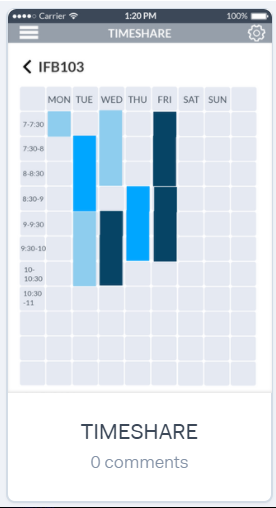 Carrier 1:20 PM 100%
TIMESHARE
IFB103
MON TUE WED THU FRI SAT SUN
7-7:30
7:30-8
8-8:30
8:30-9
9-9:30
9:30-10
10-
10:30
10:30
-11
TIMESHARE
0 comments